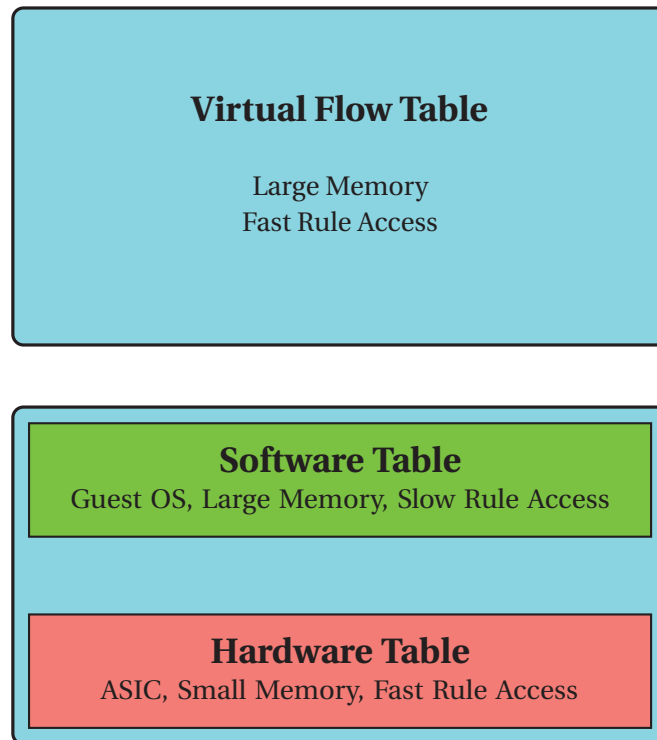 Virtual Flow Table
Large Memory
Fast Rule Access
Software Table
Guest OS, Large Memory, Slow Rule Access
Hardware Table
ASIC, Small Memory, Fast Rule Access